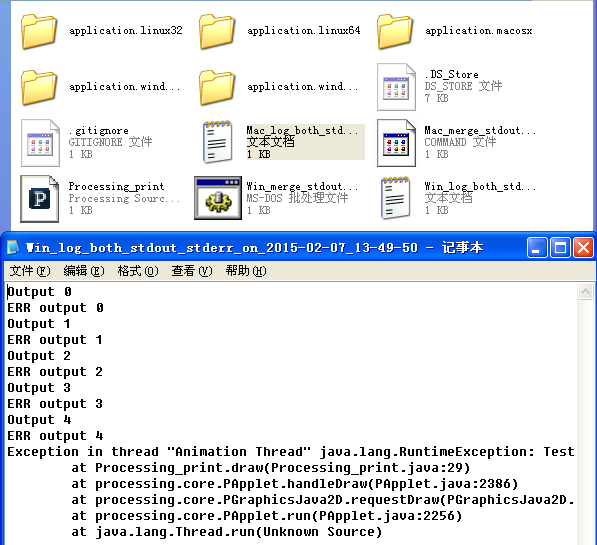 application.linux32
application.linux64
application.macosx
application.wind...
application.wind...
.DS_Store
DS_STORE 文件
7 KB
.gitignore
GITIGNORE 文件
1 KB
Mac_log_both_std...
文本文档
1 KB
Mac_merge_stdout...
COMMAND 文件
1 KB
Processing_print
Processing Sourc...
1 KB
Win_merge_stdout...
MS-DOS 批处理文件
1 KB
Win_log_both_std...
文本文档
1 KB
Win_log_both_stdout_stderr_on_2015-02-07_13-49-50 - 记事本
文件(F) 编辑(E) 格式(O) 查看(V) 帮助(H)
Output 0
ERR output 0
Output 1
ERR output 1
Output 2
ERR output 2
Output 3
ERR output 3
Output 4
ERR output 4
Exception in thread "Animation Thread" java.lang.RuntimeException: Test
at Processing_print.draw(Processing_print.java:29)
at processing.core.PApplet.handleDraw(PApplet.java:2386)
at processing.core.PGraphicsJava2D.requestDraw(PGraphicsJava2D.
at processing.core.PApplet.run(PApplet.java:2256)
at java.lang.Thread.run(Unknown Source)